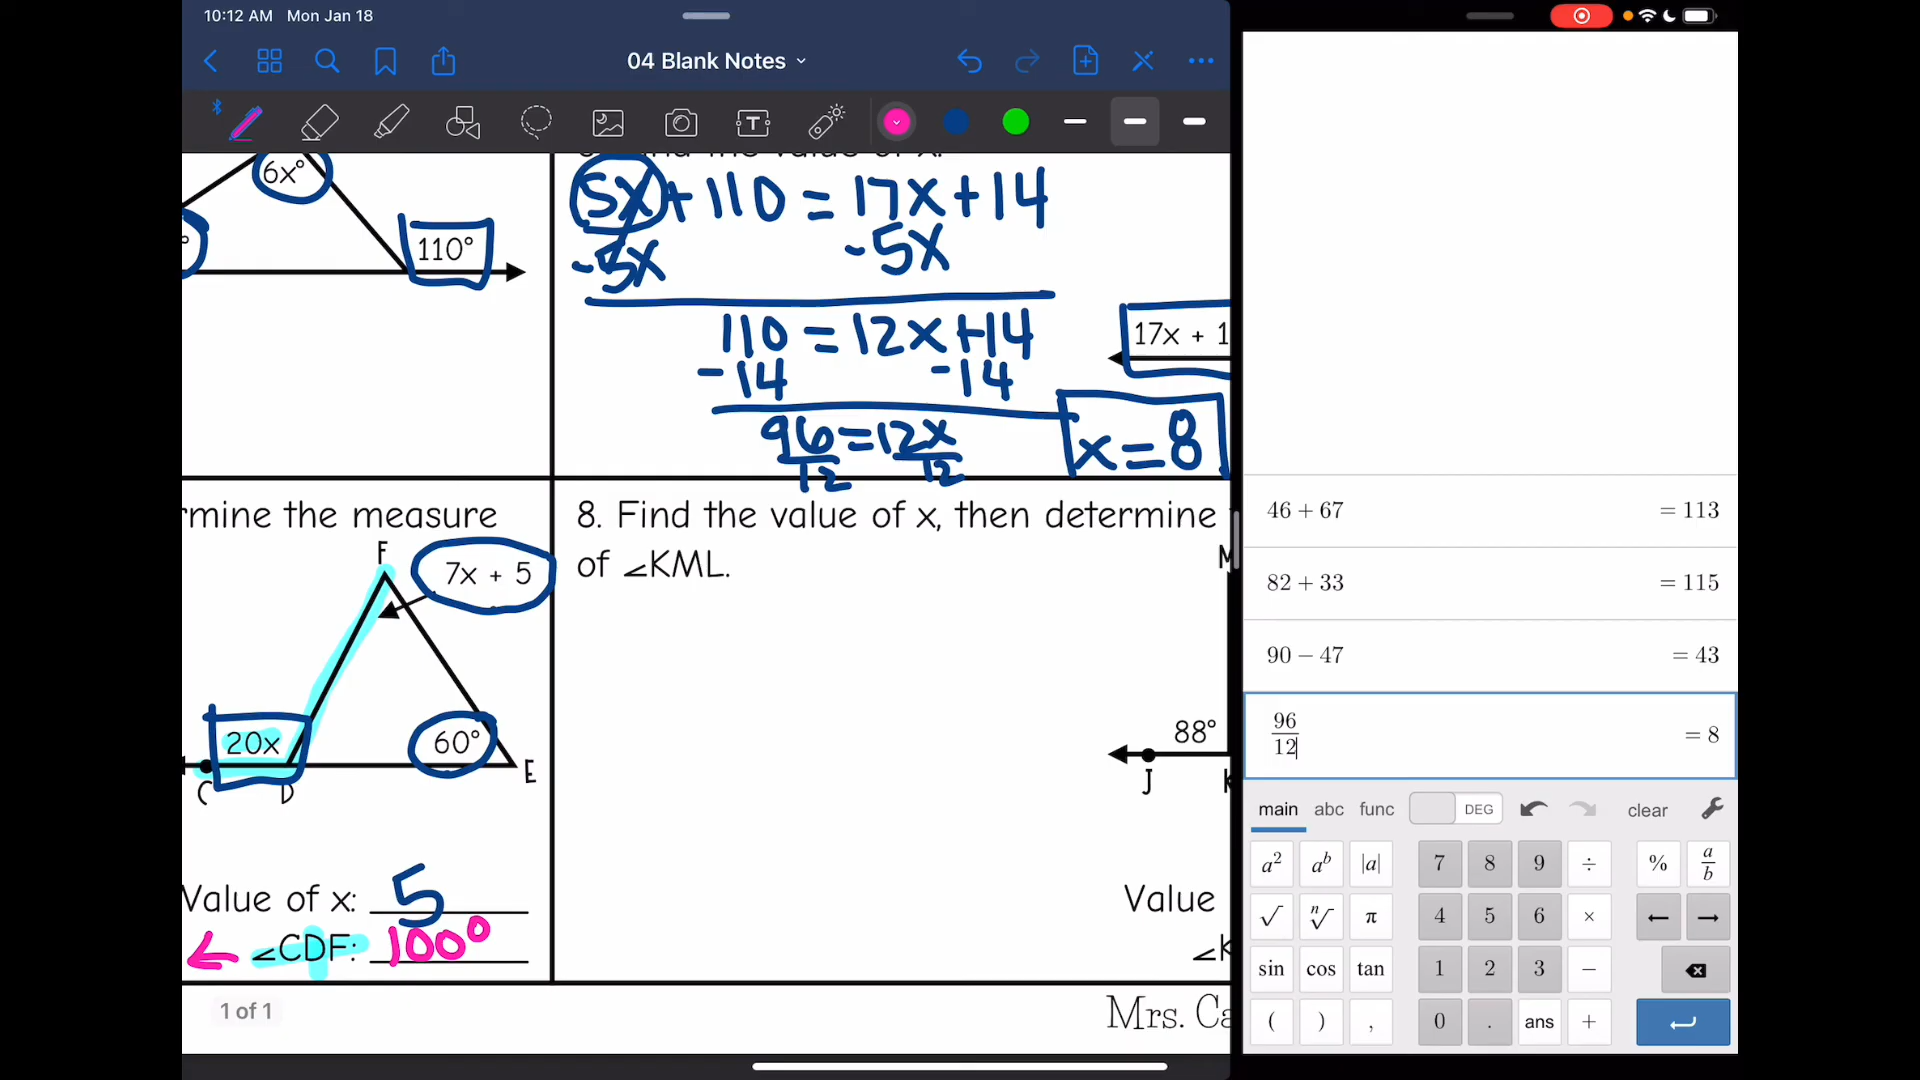 10:12 AM Mon Jan 18
04 Blank Notes
6x°
110°
5x + 110 = 17x + 14
-5x -5x
110 = 12x + 14
-14 -14
96 = 12x
12 12
17x + 1
x = 8
rmine the measure
F
7x + 5
20x
60°
C
D
E
Value of x: 5
∠CDF: 100°
8. Find the value of x, then determine
of ∠KML.
M
88°
J
K
Value
∠K
1 of 1
Mrs. Ca
46 + 67 = 113
82 + 33 = 115
90 − 47 = 43
96
12 = 8
main abc func DEG clear
a² aᵇ |a| 7 8 9 ÷ % a/b
√ ⁿ√ π 4 5 6 × ← →
sin cos tan 1 2 3 −
( ) , 0 . ans +